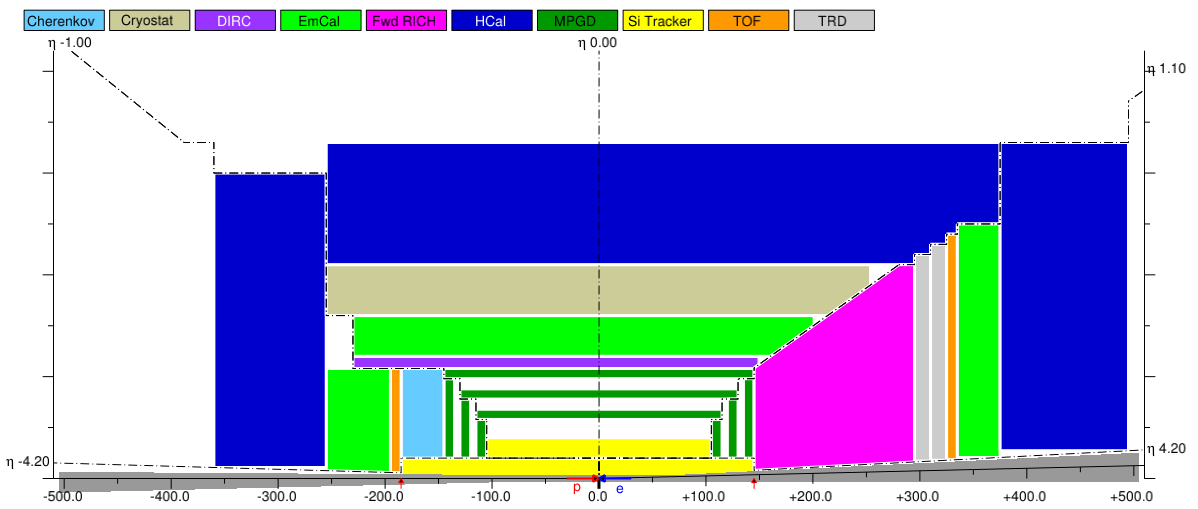 Cherenkov Cryostat DIRC EmCal Fwd RICH HCal MPGD Si Tracker TOF TRD
η -1.00 η 0.00
η 1.10
η -4.20 η 4.20
-500.0 -400.0 -300.0 -200.0 -100.0 0.0 +100.0 +200.0 +300.0 +400.0 +500.0
p e